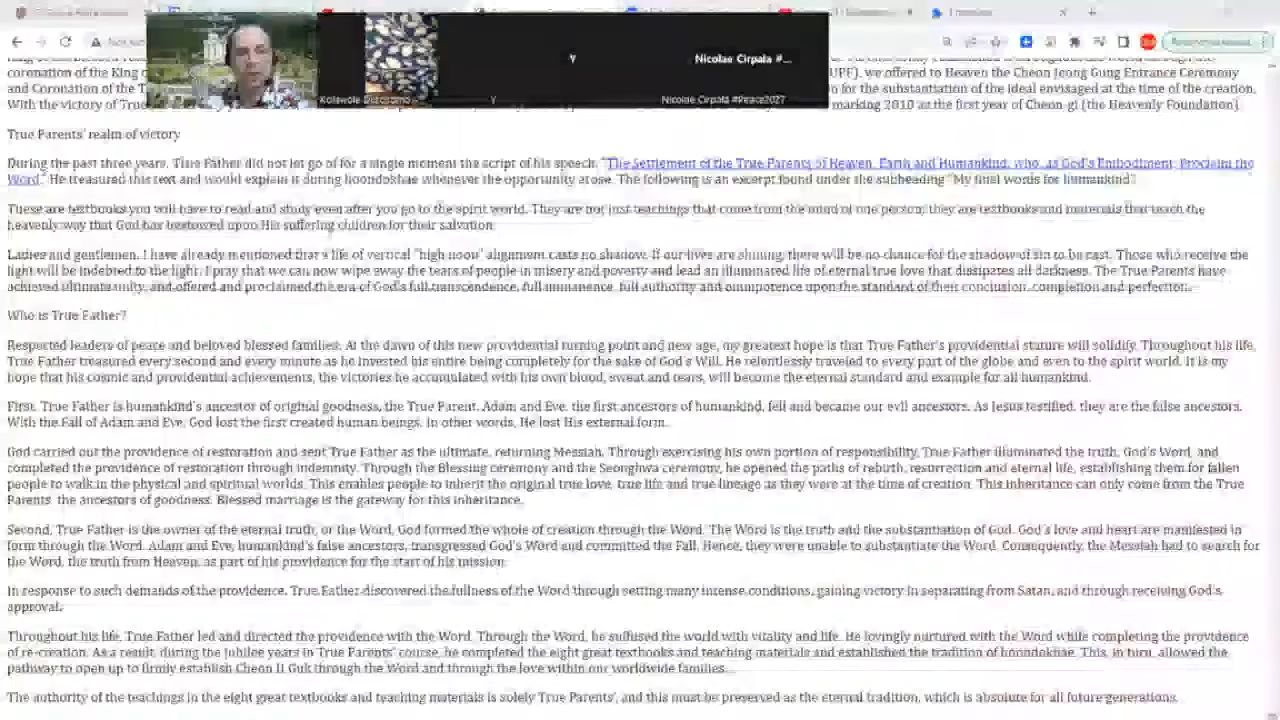 coronation of the King o
UPF), we offered to Heaven the Cheon Jeong Gung Entrance Ceremony
and Coronation of the T
n for the substantiation of the ideal envisaged at the time of the creation.
With the victory of True
marking 2010 as the first year of Cheon-gi (the Heavenly Foundation).
Y
Nicolae Cirpala #...
Kolawole
Y
Nicolae Cirpala #Peace2027
True Parents' realm of victory
During the past three years, True Father did not let go of for a single moment the script of his speech, "The Settlement of the True Parents of Heaven, Earth and Humankind, who, as God's Embodiment, Proclaim the
Word." He treasured this text and would explain it during hoondokhae whenever the opportunity arose. The following is an excerpt found under the subheading "My final words for humankind":
These are textbooks you will have to read and study even after you go to the spirit world. They are not just teachings that come from the mind of one person; they are textbooks and materials that teach the
heavenly way that God has bestowed upon His suffering children for their salvation.
Ladies and gentlemen, I have already mentioned that a life of vertical "high noon" alignment casts no shadow. If our lives are shining, there will be no chance for the shadow of sin to be cast. Those who receive the
light will be indebted to the light. I pray that we can now wipe away the tears of people in misery and poverty and lead an illuminated life of eternal true love that dissipates all darkness. The True Parents have
achieved ultimate unity, and offered and proclaimed the era of God's full transcendence, full immanence, full authority and omnipotence upon the standard of their conclusion, completion and perfection.
Who is True Father?
Respected leaders of peace and beloved blessed families, At the dawn of this new providential turning point and new age, my greatest hope is that True Father's providential stature will solidify. Throughout his life,
True Father treasured every second and every minute as he invested his entire being completely for the sake of God's Will. He relentlessly traveled to every part of the globe and even to the spirit world. It is my
hope that his cosmic and providential achievements, the victories he accumulated with his own blood, sweat and tears, will become the eternal standard and example for all humankind.
First, True Father is humankind's ancestor of original goodness, the True Parent. Adam and Eve, the first ancestors of humankind, fell and became our evil ancestors. As Jesus testified, they are the false ancestors.
With the Fall of Adam and Eve, God lost the first created human beings. In other words, He lost His external form.
God carried out the providence of restoration and sent True Father as the ultimate, returning Messiah. Through exercising his own portion of responsibility, True Father illuminated the truth, God's Word, and
completed the providence of restoration through indemnity. Through the Blessing ceremony and the Seonghwa ceremony, he opened the paths of rebirth, resurrection and eternal life, establishing them for fallen
people to walk in the physical and spiritual worlds. This enables people to inherit the original true love, true life and true lineage as they were at the time of creation. This inheritance can only come from the True
Parents, the ancestors of goodness. Blessed marriage is the gateway for this inheritance.
Second, True Father is the owner of the eternal truth, or the Word. God formed the whole of creation through the Word. The Word is the truth and the substantiation of God. God's love and heart are manifested in
form through the Word. Adam and Eve, humankind's false ancestors, transgressed God's Word and committed the Fall. Hence, they were unable to substantiate the Word. Consequently, the Messiah had to search for
the Word, the truth from Heaven, as part of his providence for the start of his mission.
In response to such demands of the providence, True Father discovered the fullness of the Word through setting many intense conditions, gaining victory in separating from Satan, and through receiving God's
approval.
Throughout his life, True Father led and directed the providence with the Word. Through the Word, he suffused the world with vitality and life. He lovingly nurtured with the Word while completing the providence
of re-creation. As a result, during the jubilee years in True Parents' course, he completed the eight great textbooks and teaching materials and established the tradition of hoondokhae. This, in turn, allowed the
pathway to open up to firmly establish Cheon Il Guk through the Word and through the love within our worldwide families.
The authority of the teachings in the eight great textbooks and teaching materials is solely True Parents', and this must be preserved as the eternal tradition, which is absolute for all future generations.